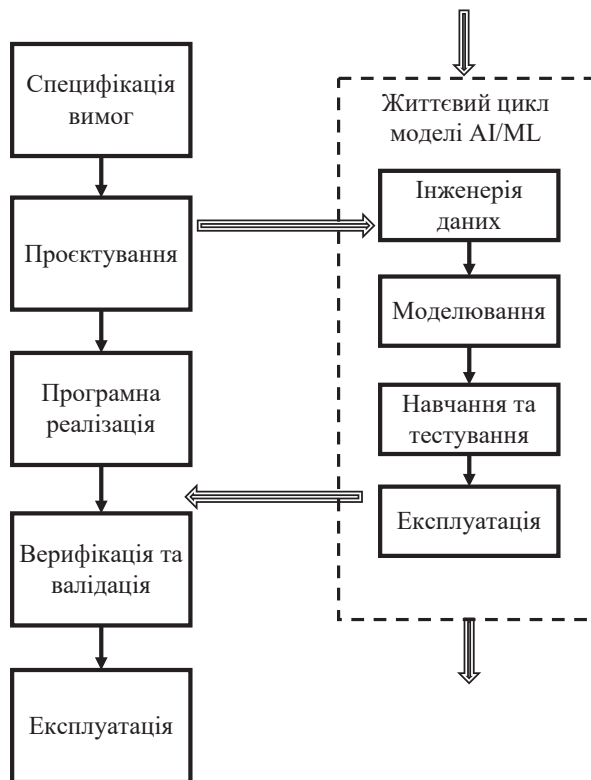 Специфікація
вимог
Проєктування
Програмна
реалізація
Верифікація та
валідація
Експлуатація
Життєвий цикл
моделі AI/ML
Інженерія
даних
Моделювання
Навчання та
тестування
Експлуатація